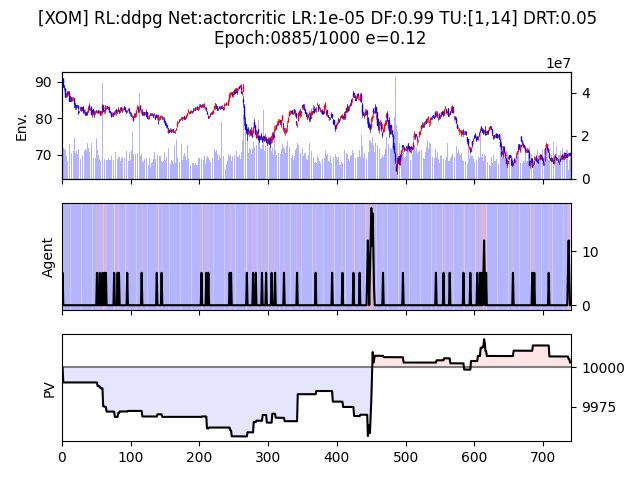 [XOM] RL:ddpg Net:actorcritic LR:1e-05 DF:0.99 TU:[1,14] DRT:0.05
Epoch:0885/1000 e=0.12
1e7
90
80
70
Env.
4
2
0
Agent
10
0
PV
10000
9975
0 100 200 300 400 500 600 700